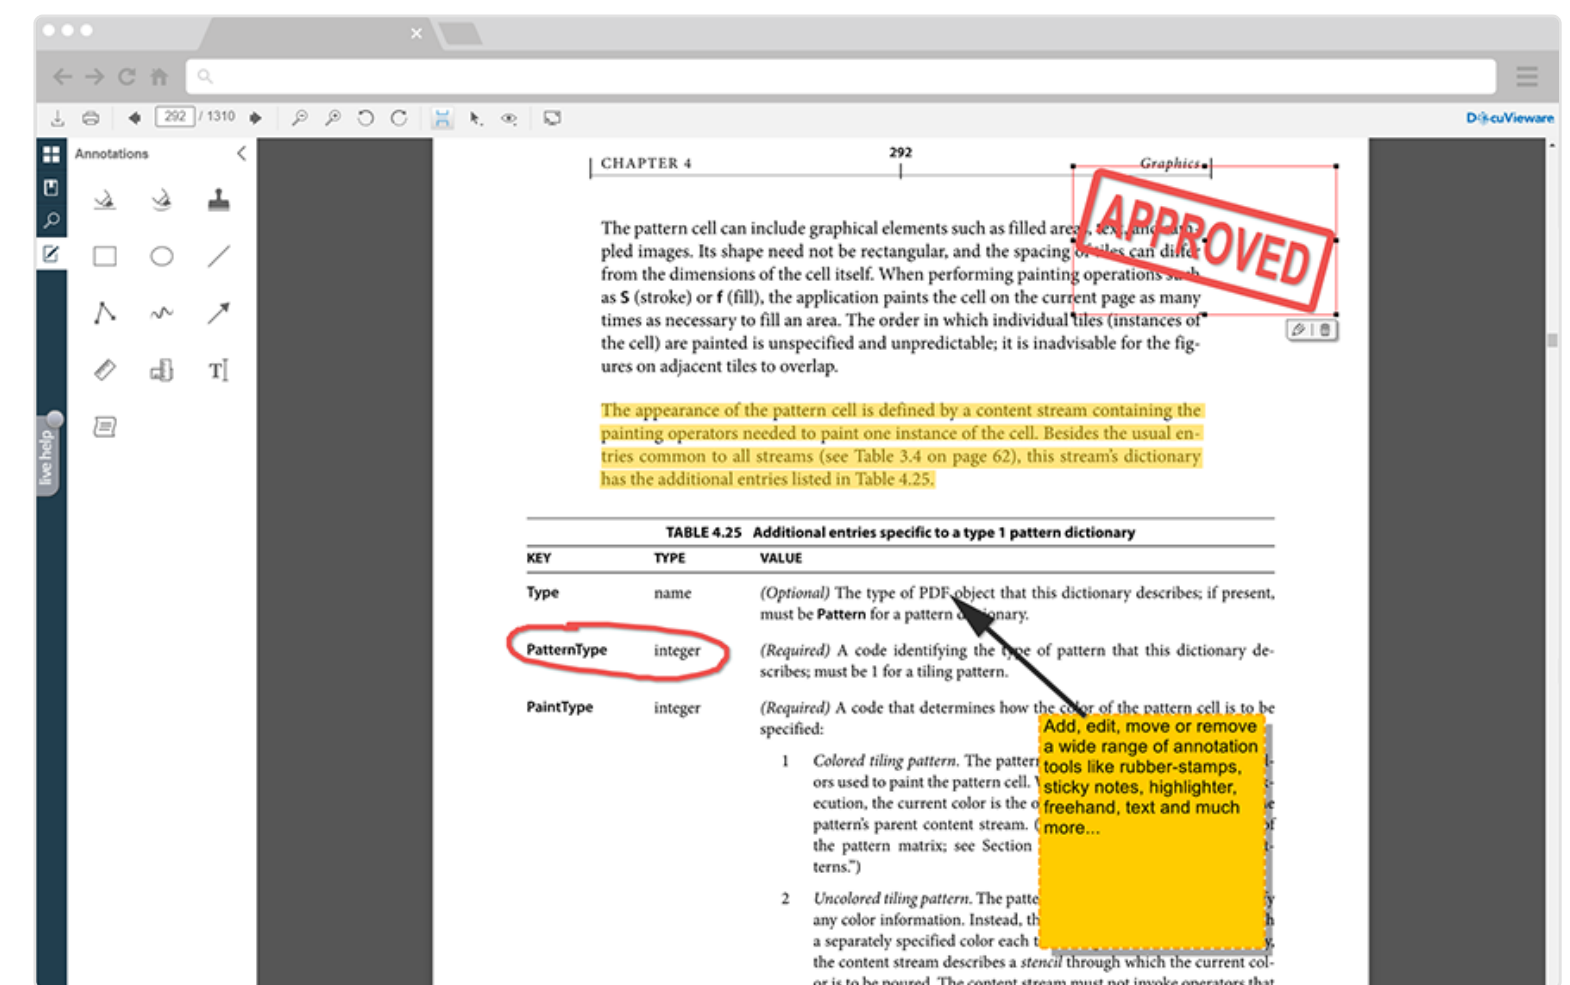 292 / 1310
DocuVieware
Annotations
live help
292
CHAPTER 4
Graphics
APPROVED
The pattern cell can include graphical elements such as filled areas, text, and
pled images. Its shape need not be rectangular, and the spacing of tiles can differ
from the dimensions of the cell itself. When performing painting operations such
as S (stroke) or f (fill), the application paints the cell on the current page as many
times as necessary to fill an area. The order in which individual tiles (instances of
the cell) are painted is unspecified and unpredictable; it is inadvisable for the fig-
ures on adjacent tiles to overlap.
The appearance of the pattern cell is defined by a content stream containing the
painting operators needed to paint one instance of the cell. Besides the usual en-
tries common to all streams (see Table 3.4 on page 62), this stream's dictionary
has the additional entries listed in Table 4.25.
TABLE 4.25 Additional entries specific to a type 1 pattern dictionary
KEY TYPE VALUE
Type name (Optional) The type of PDF object that this dictionary describes; if present,
must be Pattern for a pattern dictionary.
PatternType integer (Required) A code identifying the type of pattern that this dictionary de-
scribes; must be 1 for a tiling pattern.
PaintType integer (Required) A code that determines how the color of the pattern cell is to be
specified:
1 Colored tiling pattern. The pattern
ors used to paint the pattern cell.
ecution, the current color is the
pattern's parent content stream. (
the pattern matrix; see Section
terns.")
2 Uncolored tiling pattern. The
any color information. Instead,
a separately specified color each
the content stream describes a stencil through which the current col-
or is to be poured. The content stream must not invoke operators that
Add, edit, move or remove
a wide range of annotation
tools like rubber-stamps,
sticky notes, highlighter,
freehand, text and much
more...